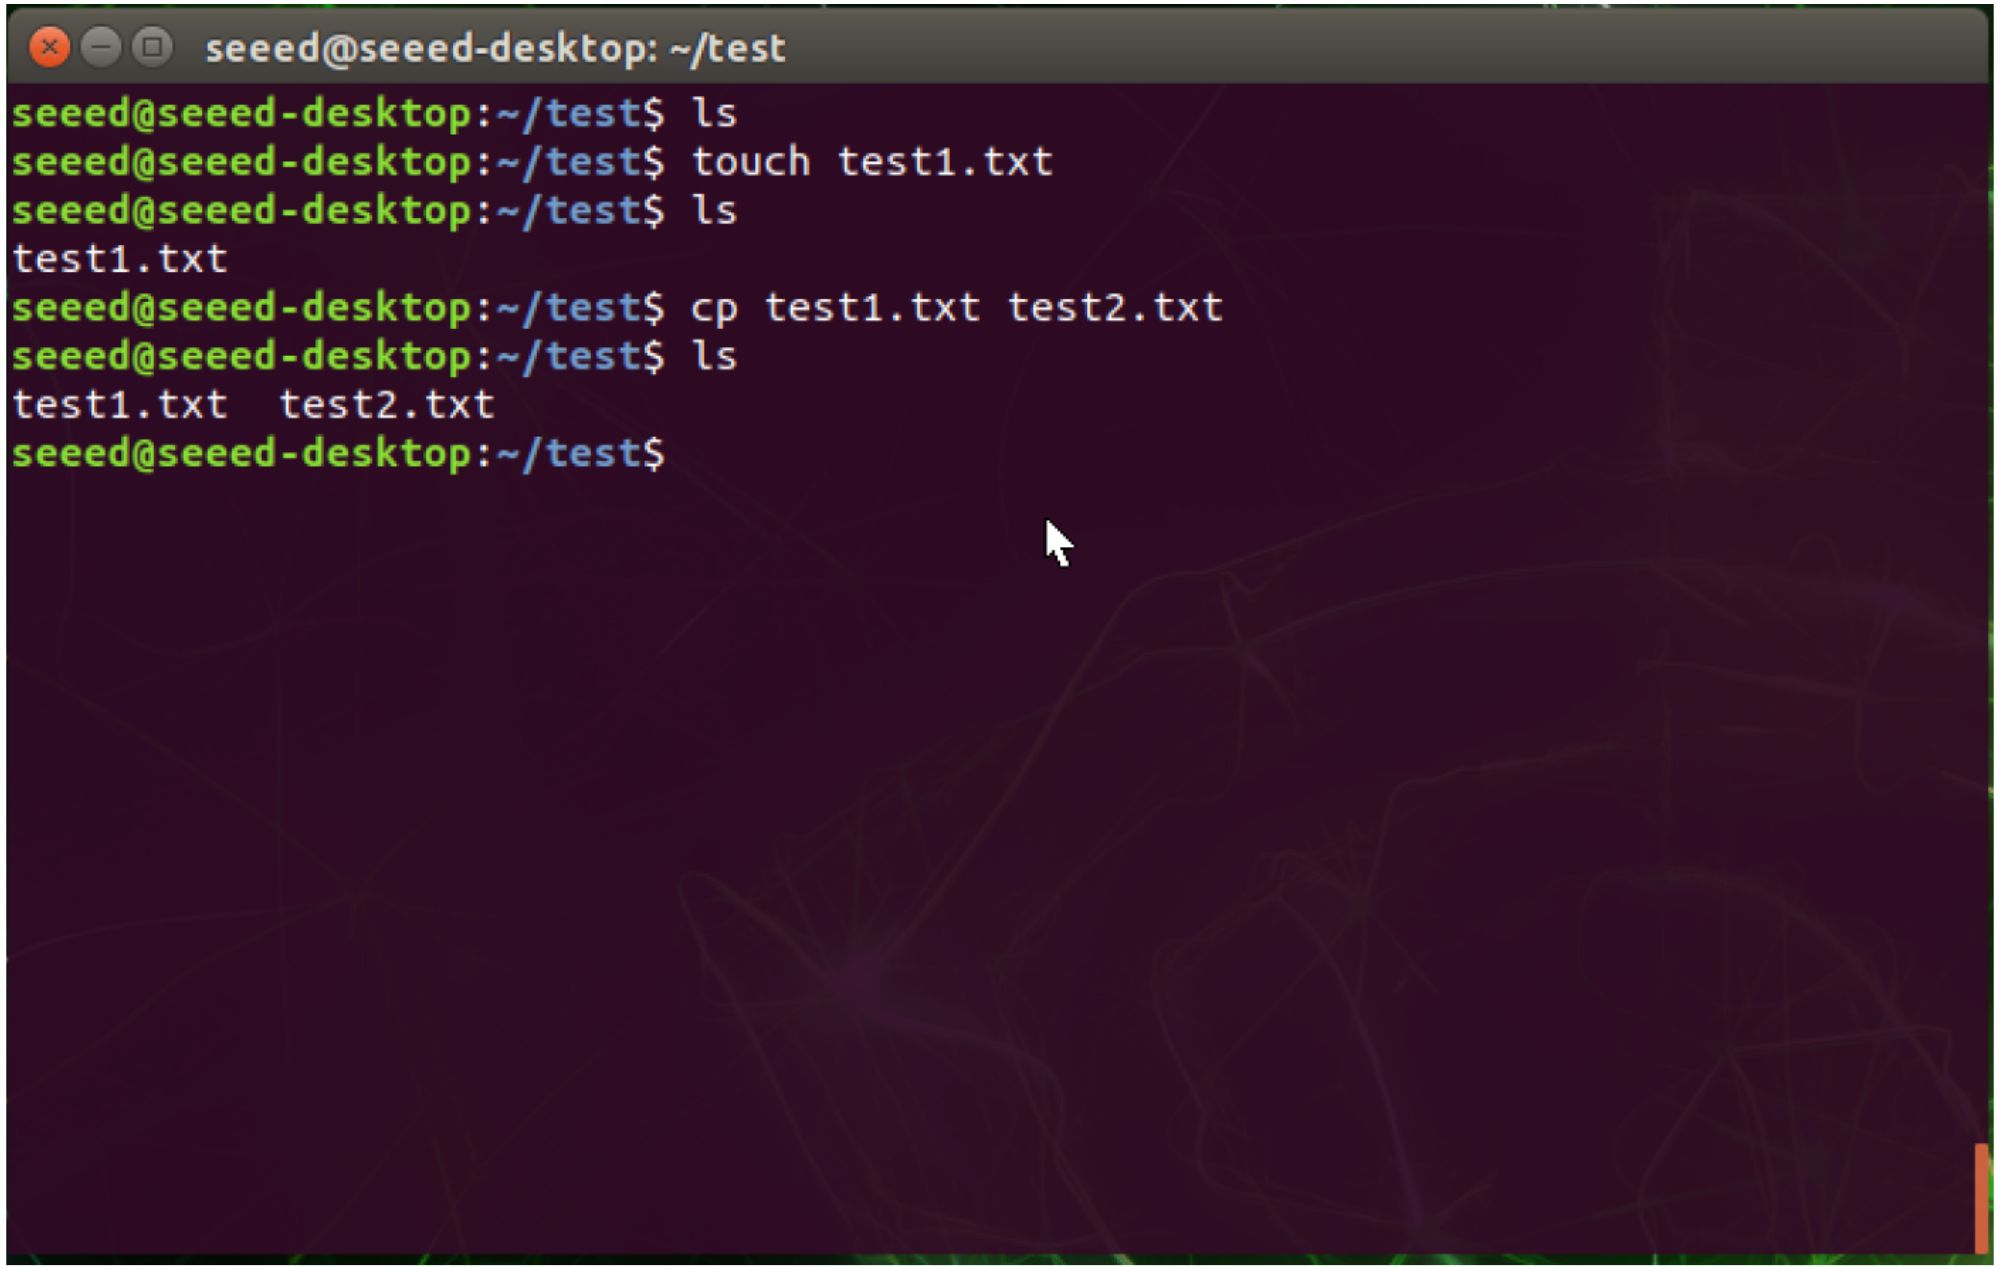 seeed@seeed-desktop: ~/test
seeed@seeed-desktop:~/test$ ls
seeed@seeed-desktop:~/test$ touch test1.txt
seeed@seeed-desktop:~/test$ ls
test1.txt
seeed@seeed-desktop:~/test$ cp test1.txt test2.txt
seeed@seeed-desktop:~/test$ ls
test1.txt  test2.txt
seeed@seeed-desktop:~/test$